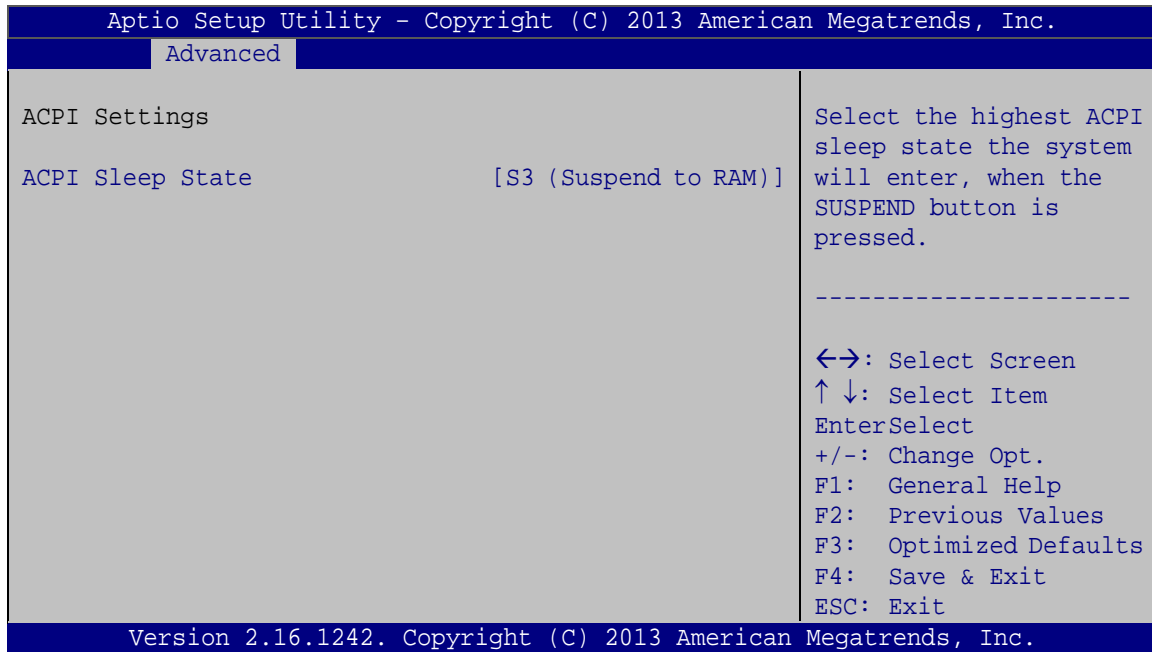 Aptio Setup Utility – Copyright (C) 2013 American Megatrends, Inc.
Advanced
ACPI Settings
ACPI Sleep State [S3 (Suspend to RAM)]
Select the highest ACPI
sleep state the system
will enter, when the
SUSPEND button is
pressed.
----------------------
←→: Select Screen
↑ ↓: Select Item
EnterSelect
+/-: Change Opt.
F1: General Help
F2: Previous Values
F3: Optimized Defaults
F4: Save & Exit
ESC: Exit
Version 2.16.1242. Copyright (C) 2013 American Megatrends, Inc.